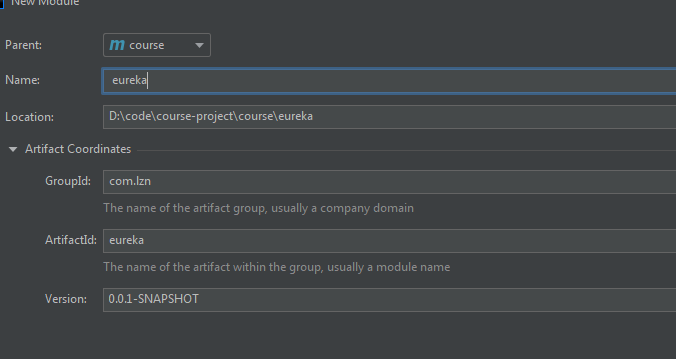 New Module
Parent: m course
Name: eureka
Location: D:\code\course-project\course\eureka
Artifact Coordinates
GroupId: com.lzn
The name of the artifact group, usually a company domain
ArtifactId: eureka
The name of the artifact within the group, usually a module name
Version: 0.0.1-SNAPSHOT